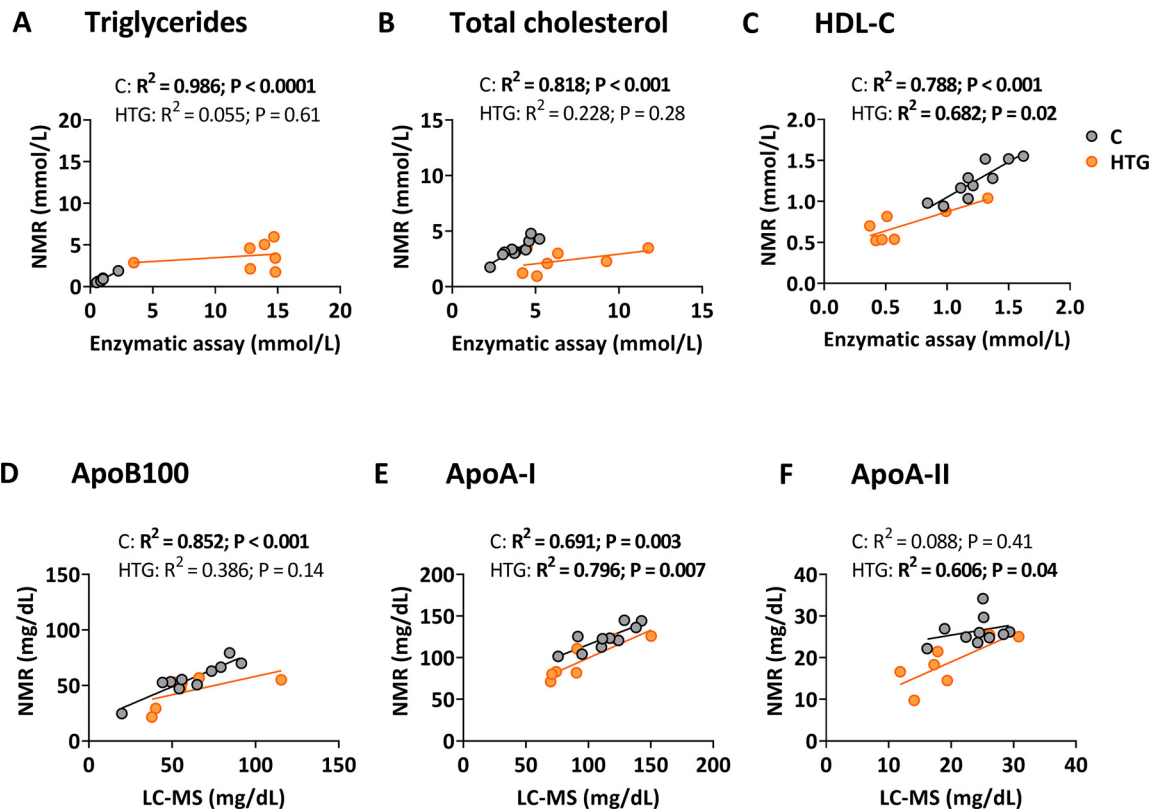 A Triglycerides
C: R² = 0.986; P < 0.0001
HTG: R² = 0.055; P = 0.61
20
15
10
5
0
NMR (mmol/L)
0 5 10 15 20
Enzymatic assay (mmol/L)
B Total cholesterol
C: R² = 0.818; P < 0.001
HTG: R² = 0.228; P = 0.28
15
10
5
0
NMR (mmol/L)
0 5 10 15
Enzymatic assay (mmol/L)
C HDL-C
C: R² = 0.788; P < 0.001
HTG: R² = 0.682; P = 0.02
2.0
1.5
1.0
0.5
0.0
NMR (mmol/L)
0.0 0.5 1.0 1.5 2.0
Enzymatic assay (mmol/L)
C
HTG
D ApoB100
C: R² = 0.852; P < 0.001
HTG: R² = 0.386; P = 0.14
150
100
50
0
NMR (mg/dL)
0 50 100 150
LC-MS (mg/dL)
E ApoA-I
C: R² = 0.691; P = 0.003
HTG: R² = 0.796; P = 0.007
200
150
100
50
0
NMR (mg/dL)
0 50 100 150 200
LC-MS (mg/dL)
F ApoA-II
C: R² = 0.088; P = 0.41
HTG: R² = 0.606; P = 0.04
40
30
20
10
0
NMR (mg/dL)
0 10 20 30 40
LC-MS (mg/dL)